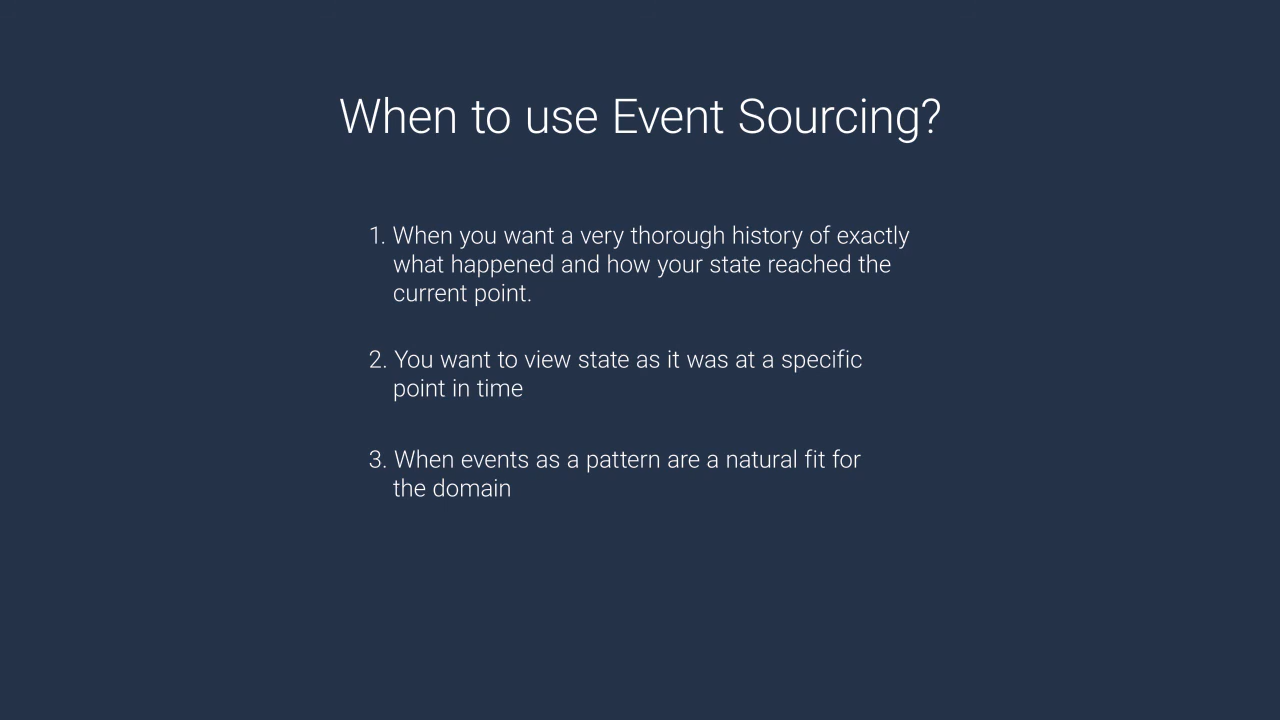 When to use Event Sourcing?
1. When you want a very thorough history of exactly
what happened and how your state reached the
current point.
2. You want to view state as it was at a specific
point in time
3. When events as a pattern are a natural fit for
the domain